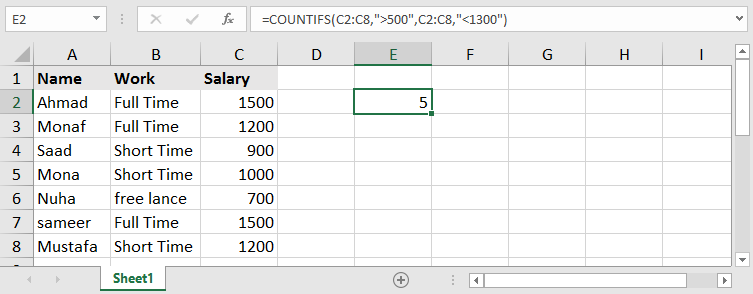 E2 fx =COUNTIFS(C2:C8,">500",C2:C8,"<1300")
A B C D E F G H I
1 Name Work Salary
2 Ahmad Full Time 1500 5
3 Monaf Full Time 1200
4 Saad Short Time 900
5 Mona Short Time 1000
6 Nuha free lance 700
7 sameer Full Time 1500
8 Mustafa Short Time 1200
Sheet1